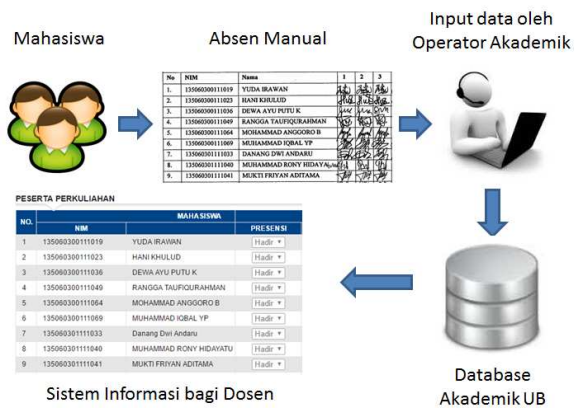 Mahasiswa
Absen Manual
Input data oleh
Operator Akademik
No NIM Nama 1 2 3
1. 135060300111019 YUDA IRAWAN
2. 135060300111023 HANI KHULUD
3. 135060300111036 DEWA AYU PUTU K
4. 135060300111049 RANGGA TAUFIQURAHMAN
5. 135060300111064 MOHAMMAD ANGGORO B
6. 135060300111069 MUHAMMAD IQBAL YP
7. 135060301111033 DANANG DWI ANDARU
8. 135060301111040 MUHAMMAD RONY HIDAYA
9. 135060301111041 MUKTI FRIYAN ADITAMA
PESERTA PERKULIAHAN
NO. MAHASISWA
NIM PRESENSI
1 135060300111019 YUDA IRAWAN Hadir
2 135060300111023 HANI KHULUD Hadir
3 135060300111036 DEWA AYU PUTU K Hadir
4 135060300111049 RANGGA TAUFIQURAHMAN Hadir
5 135060300111064 MOHAMMAD ANGGORO B Hadir
6 135060300111069 MUHAMMAD IQBAL YP Hadir
7 135060301111033 Danang Dwi Andaru Hadir
8 135060301111040 MUHAMMAD RONY HIDAYATU Hadir
9 135060301111041 MUKTI FRIYAN ADITAMA Hadir
Sistem Informasi bagi Dosen
Database
Akademik UB